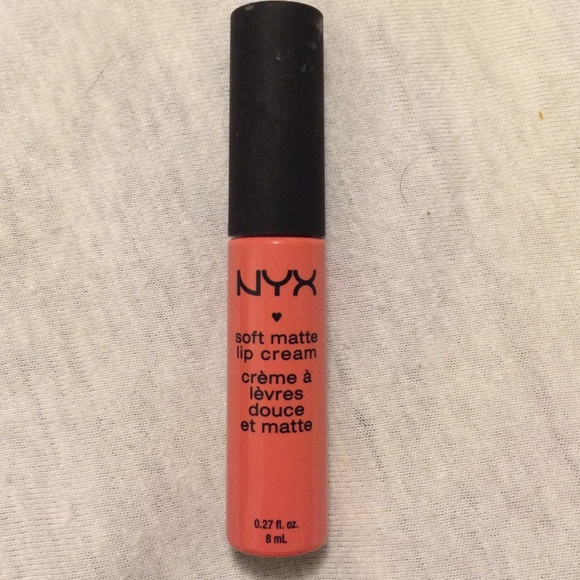 NYX
soft matte
lip cream
crème à
lèvres
douce
et matte
0.27 fl. oz.
8 mL